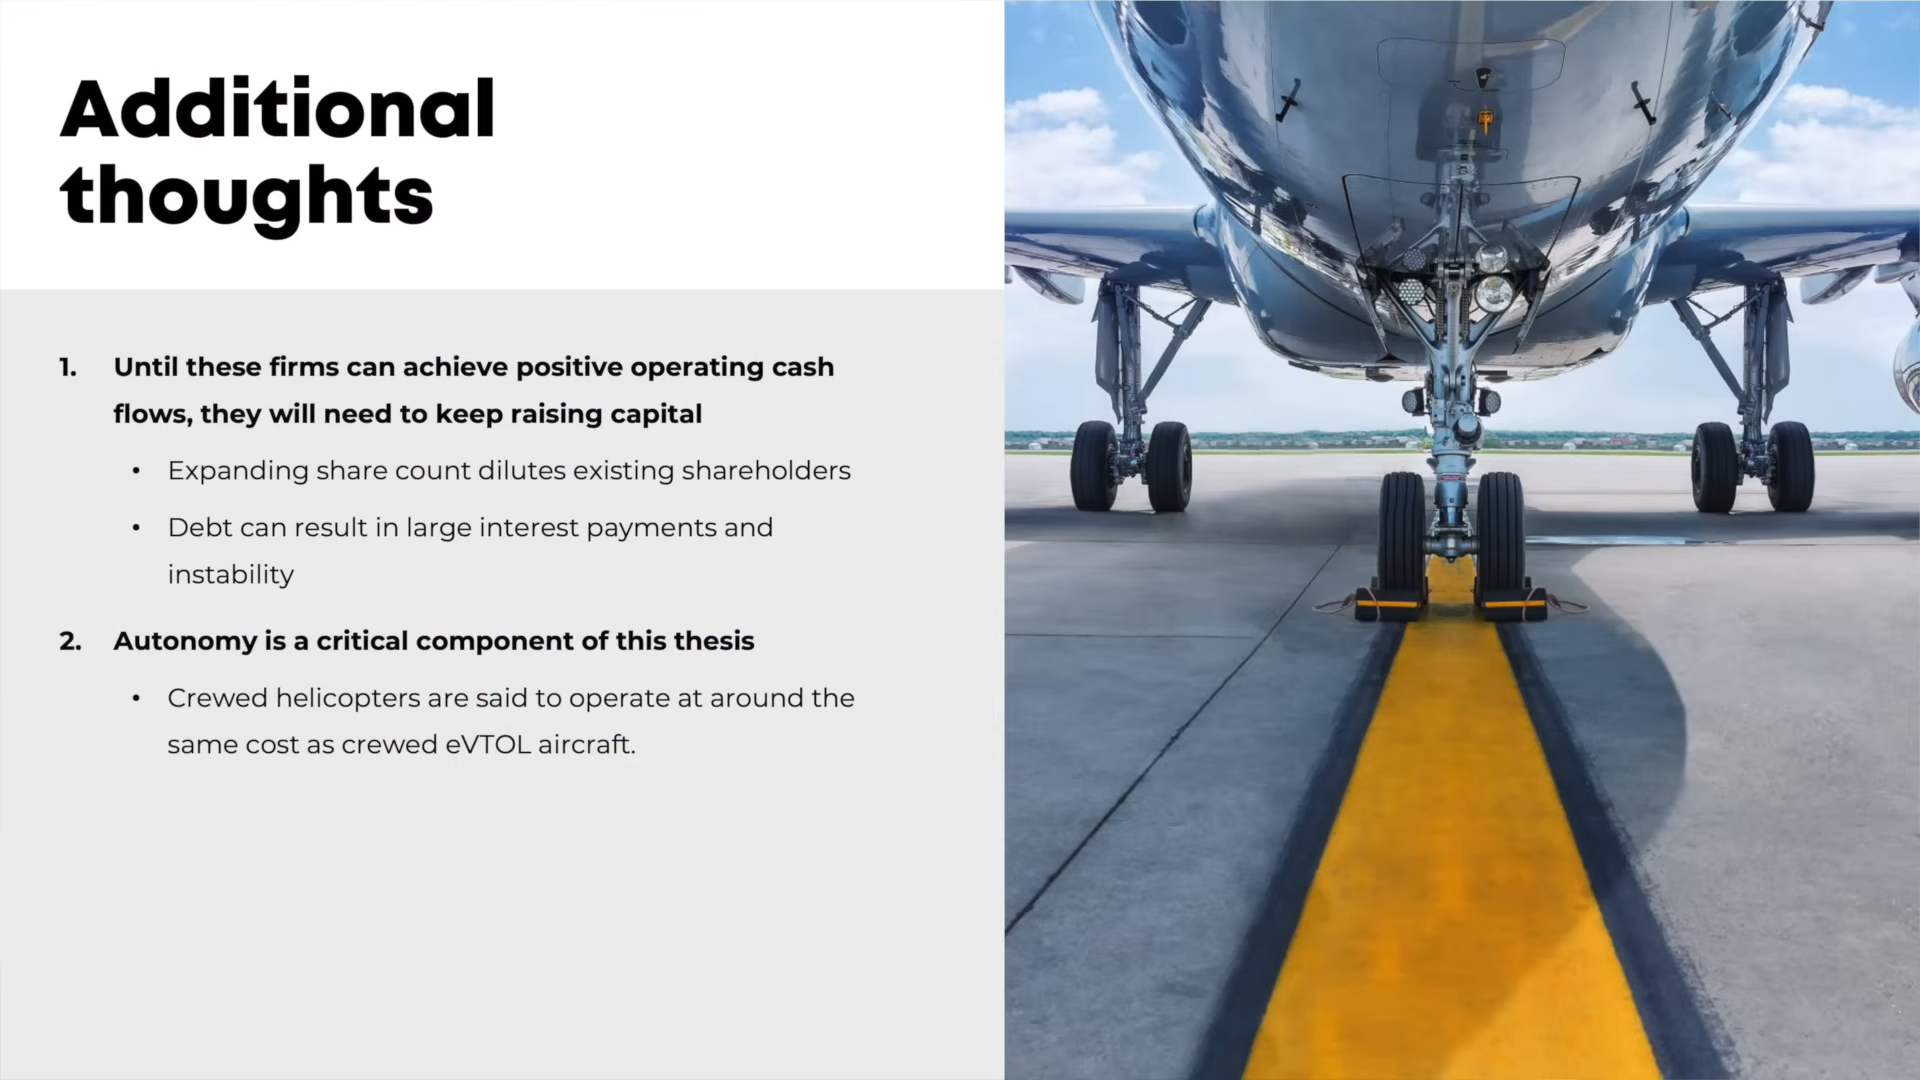 Additional
thoughts
1. Until these firms can achieve positive operating cash
flows, they will need to keep raising capital
• Expanding share count dilutes existing shareholders
• Debt can result in large interest payments and
instability
2. Autonomy is a critical component of this thesis
• Crewed helicopters are said to operate at around the
same cost as crewed eVTOL aircraft.